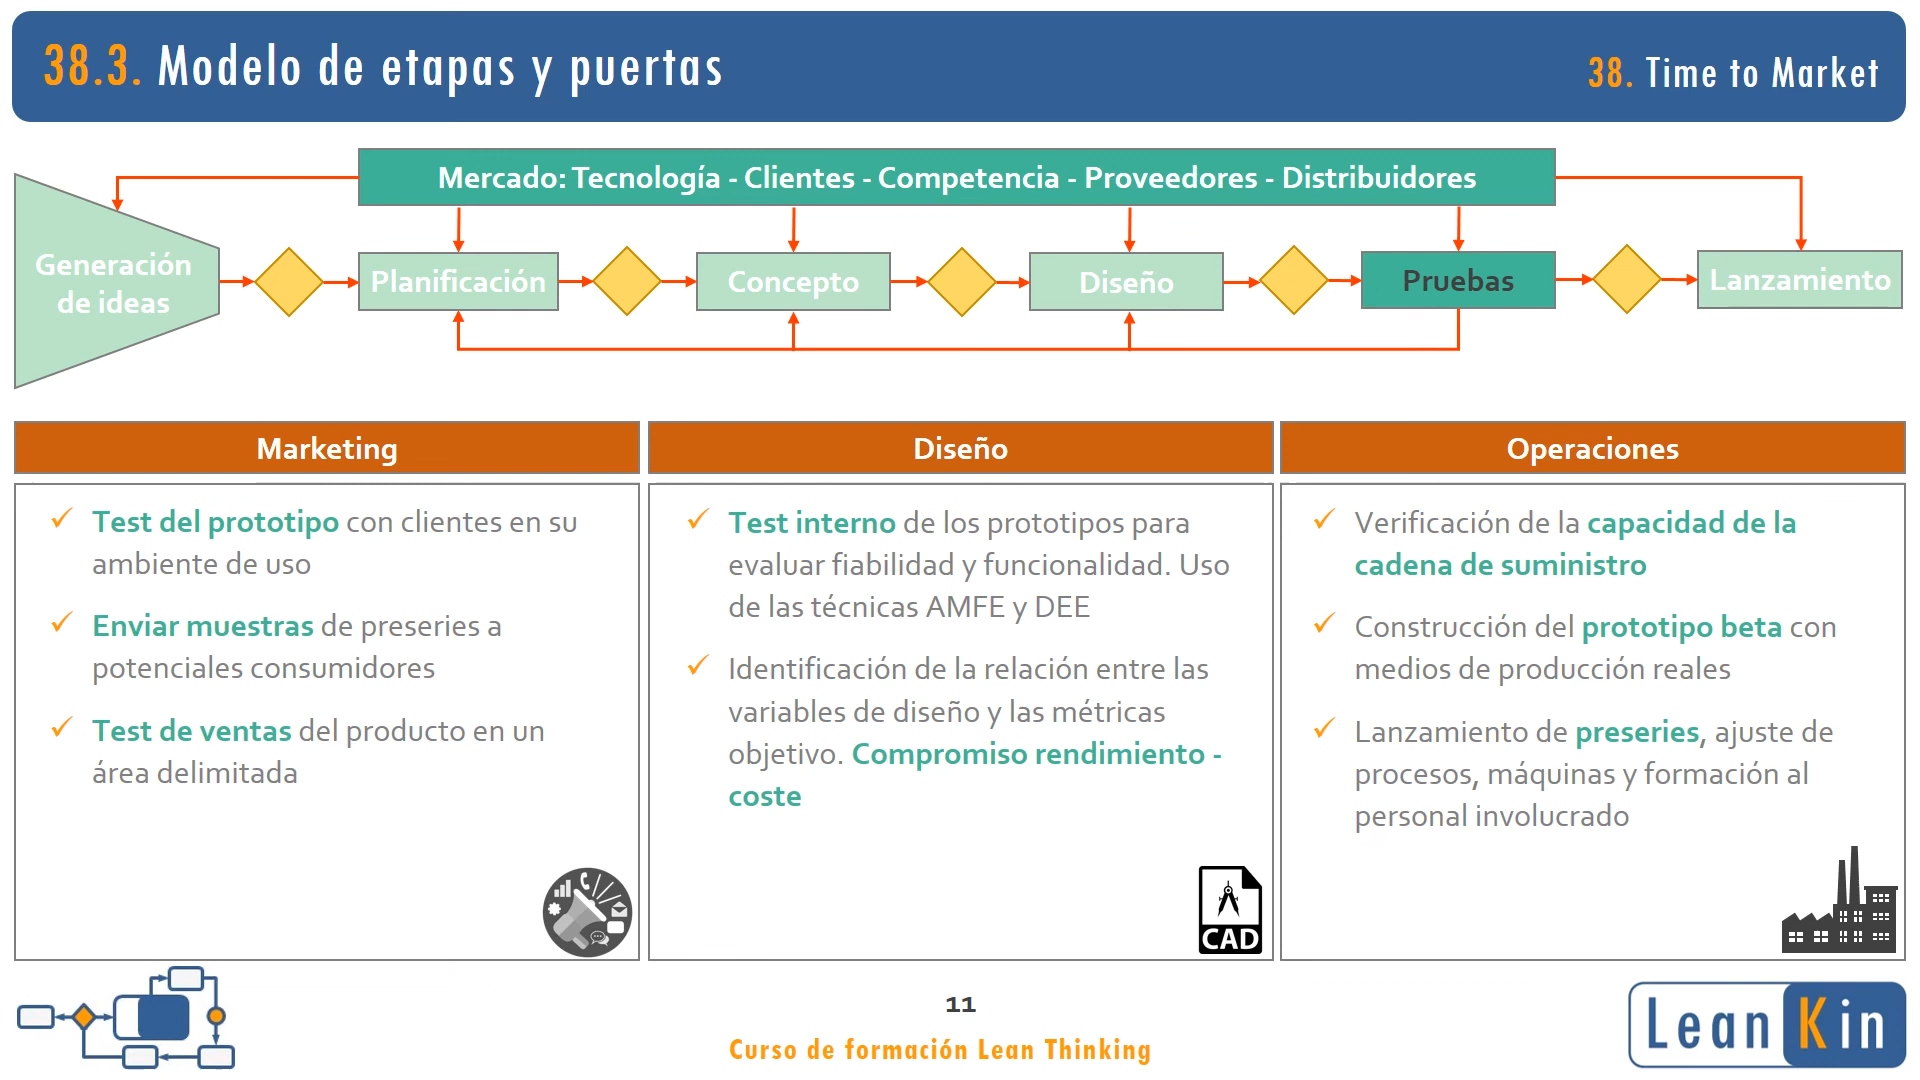 38.3. Modelo de etapas y puertas
38. Time to Market
Mercado: Tecnología - Clientes - Competencia - Proveedores - Distribuidores
Generación
de ideas
Planificación
Concepto
Diseño
Pruebas
Lanzamiento
Marketing
✓ Test del prototipo con clientes en su
ambiente de uso
✓ Enviar muestras de preseries a
potenciales consumidores
✓ Test de ventas del producto en un
área delimitada
Diseño
✓ Test interno de los prototipos para
evaluar fiabilidad y funcionalidad. Uso
de las técnicas AMFE y DEE
✓ Identificación de la relación entre las
variables de diseño y las métricas
objetivo. Compromiso rendimiento -
coste
CAD
Operaciones
✓ Verificación de la capacidad de la
cadena de suministro
✓ Construcción del prototipo beta con
medios de producción reales
✓ Lanzamiento de preseries, ajuste de
procesos, máquinas y formación al
personal involucrado
11
Curso de formación Lean Thinking
LeanKin